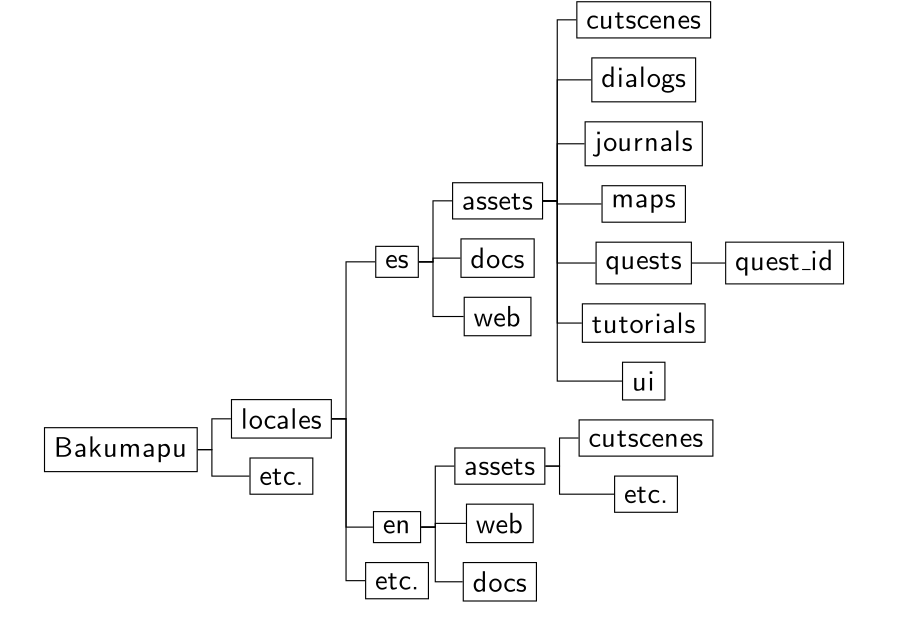 Bakumapu
locales
es
assets
cutscenes
dialogs
journals
maps
quests
quest_id
tutorials
ui
docs
web
en
assets
cutscenes
etc.
web
docs
etc.
etc.